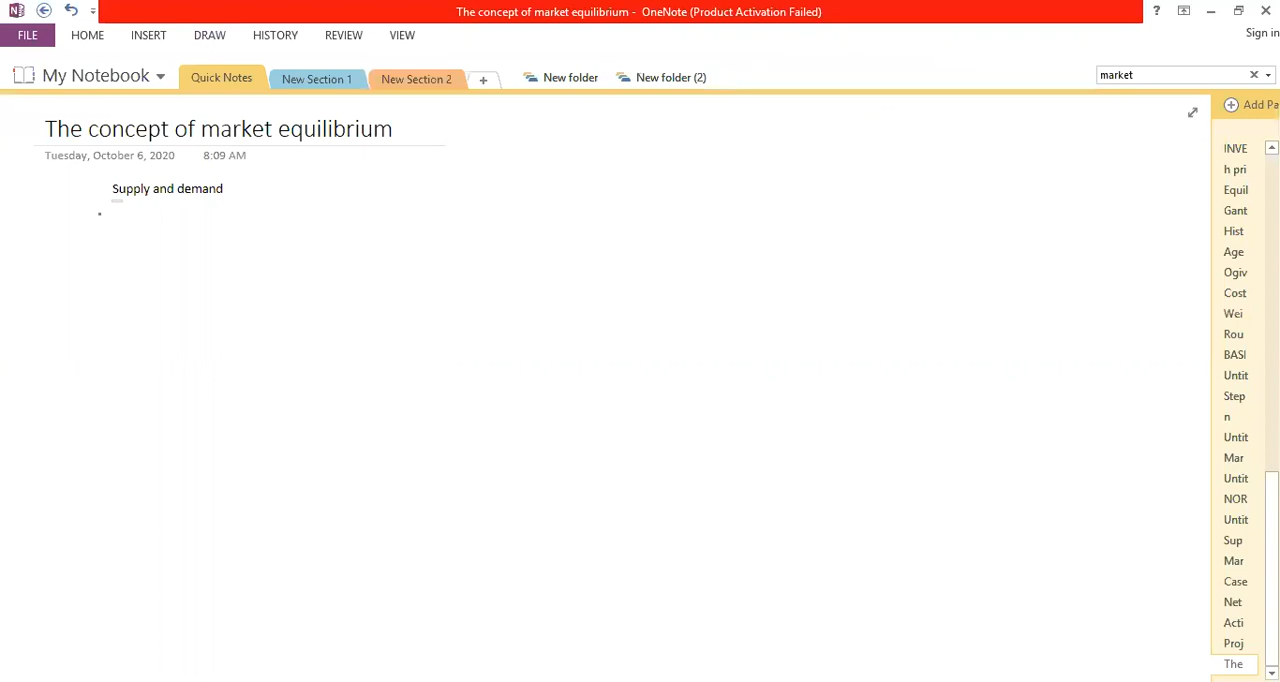 The concept of market equilibrium - OneNote (Product Activation Failed)
?
FILE HOME INSERT DRAW HISTORY REVIEW VIEW
Sign in
My Notebook Quick Notes New Section 1 New Section 2 + New folder New folder (2)
market
Add Pa
The concept of market equilibrium
Tuesday, October 6, 2020 8:09 AM
Supply and demand
INVE
h pri
Equil
Gant
Hist
Age
Ogiv
Cost
Wei
Rou
BASI
Untit
Step
n
Untit
Mar
Untit
NOR
Untit
Sup
Mar
Case
Net
Acti
Proj
The